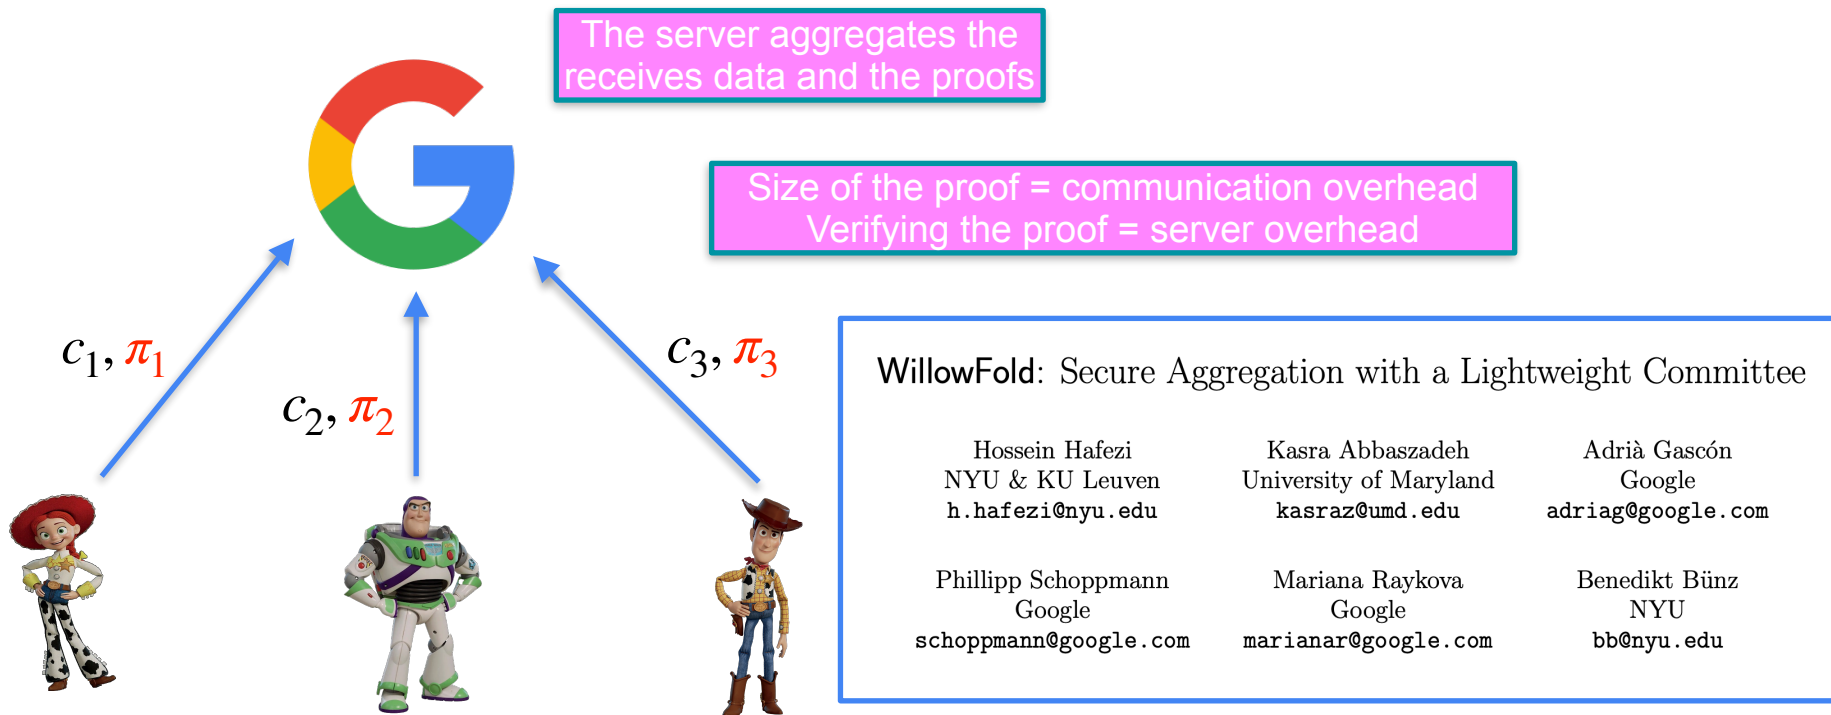 The server aggregates the
receives data and the proofs
Size of the proof = communication overhead
Verifying the proof = server overhead
c₁, π₁
c₂, π₂
c₃, π₃
WillowFold: Secure Aggregation with a Lightweight Committee
Hossein Hafezi
NYU & KU Leuven
h.hafezi@nyu.edu
Kasra Abbaszadeh
University of Maryland
kasraz@umd.edu
Adrià Gascón
Google
adriag@google.com
Phillipp Schoppmann
Google
schoppmann@google.com
Mariana Raykova
Google
marianar@google.com
Benedikt Bünz
NYU
bb@nyu.edu